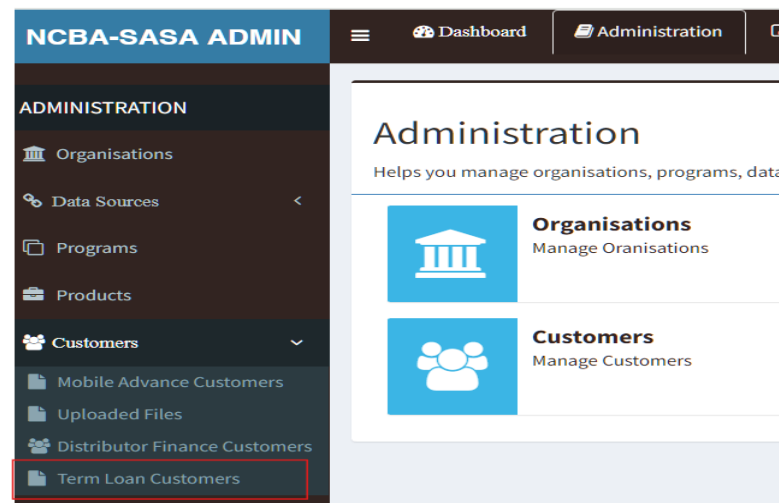 NCBA-SASA ADMIN
Dashboard
Administration
ADMINISTRATION
Organisations
Data Sources
Programs
Products
Customers
Mobile Advance Customers
Uploaded Files
Distributor Finance Customers
Term Loan Customers
Administration
Helps you manage organisations, programs, data
Organisations
Manage Oranisations
Customers
Manage Customers